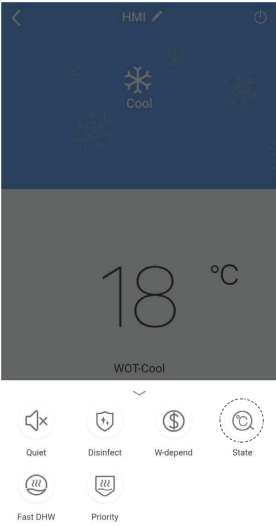 HMI
Cool
18 °C
WOT-Cool
Quiet
Disinfect
W-depend
State
Fast DHW
Priority